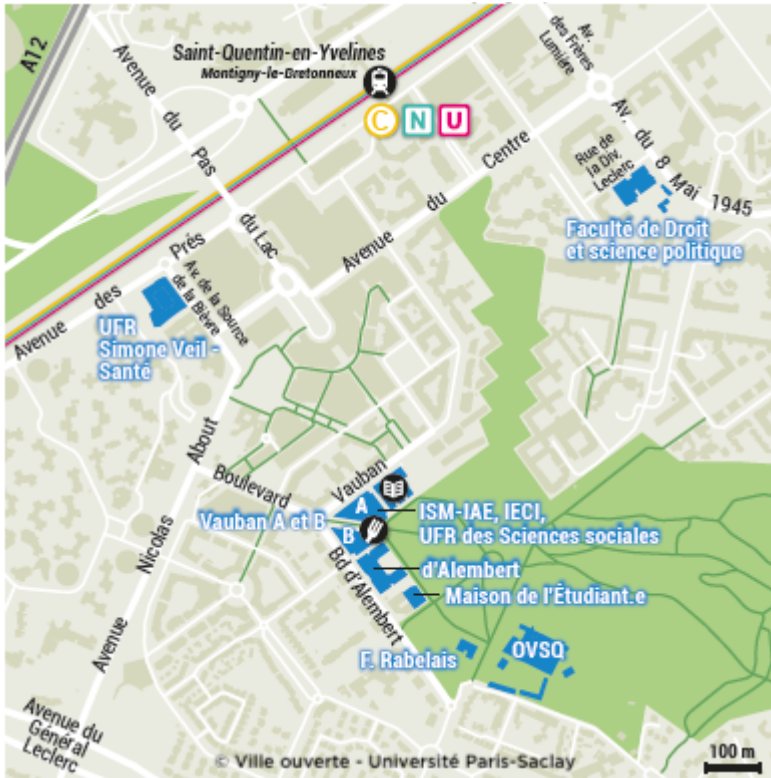 A12
Avenue du Pas du Lac
Saint-Quentin-en-Yvelines
Montigny-le-Bretonneux
C N U
Av.
des Frères
Lumière
Av. du 8 Mai 1945
Rue de
la Div.
Leclerc
Avenue du Centre
Faculté de Droit
et science politique
Avenue des Prés
Av. de la Source
de la Bièvre
UFR
Simone Veil -
Santé
Avenue Nicolas About
Boulevard Vauban
A
Vauban A et B
B
ISM-IAE, IECI,
UFR des Sciences sociales
d'Alembert
Maison de l'Étudiant.e
Bd d'Alembert
F. Rabelais
OVSQ
Avenue du
Général
Leclerc
© Ville ouverte - Université Paris-Saclay
100 m